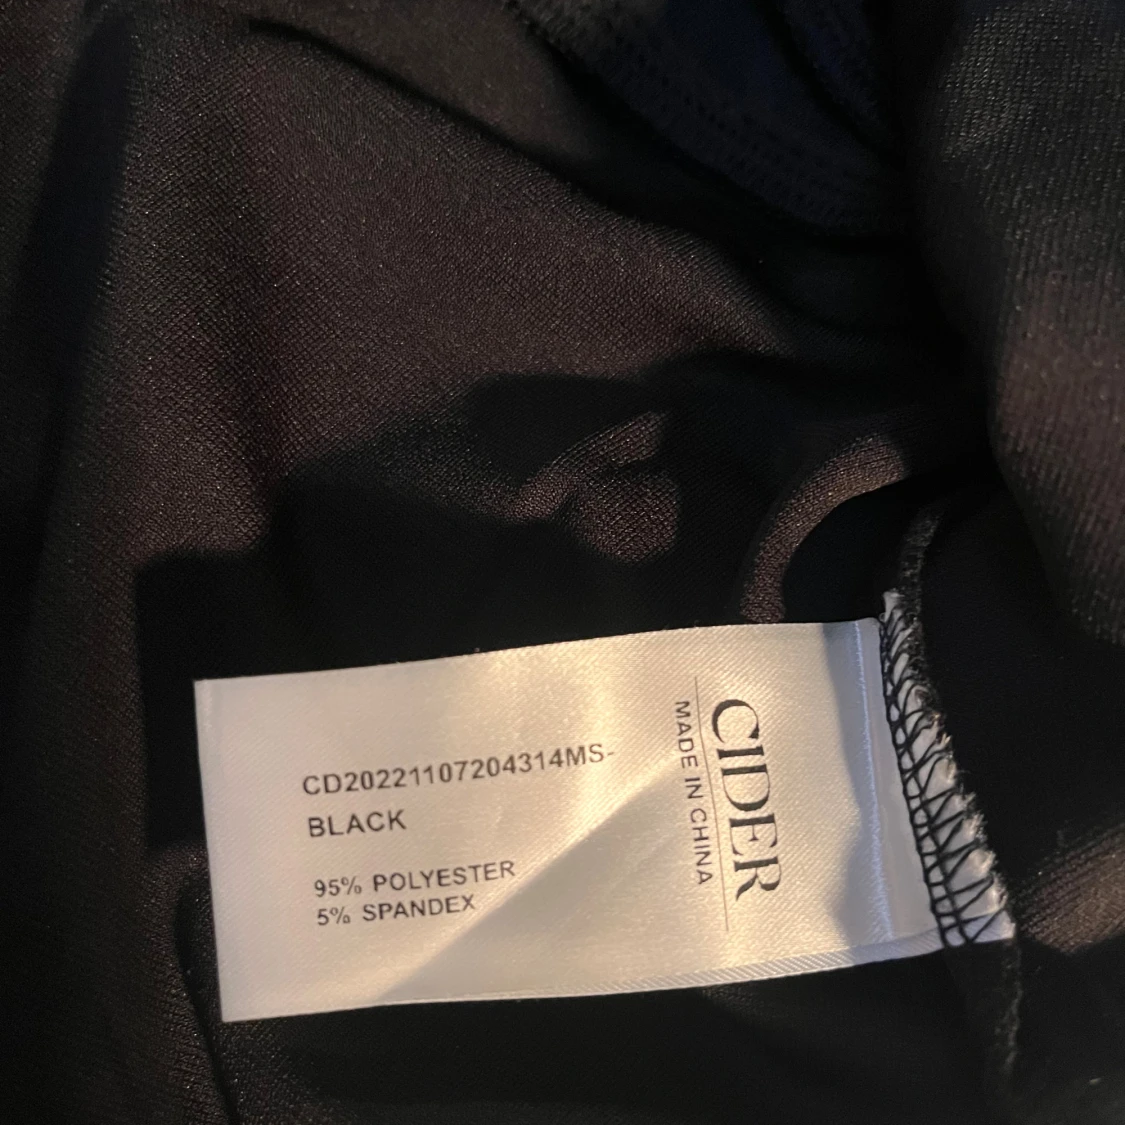 CIDER
MADE IN CHINA
CD20221107204314MS-
BLACK
95% POLYESTER
5% SPANDEX